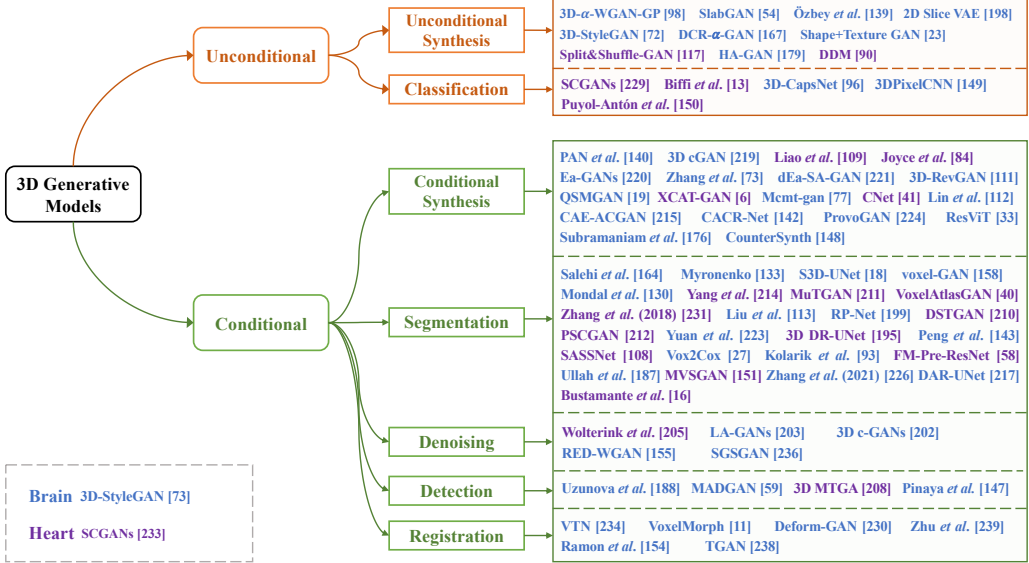 3D Generative
Models
Unconditional
Unconditional
Synthesis
3D-α-WGAN-GP [98] SlabGAN [54] Özbey et al. [139] 2D Slice VAE [198]
3D-StyleGAN [72] DCR-α-GAN [167] Shape+Texture GAN [23]
Split&Shuffle-GAN [117] HA-GAN [179] DDM [90]
Classification
SCGANs [229] Biffi et al. [13] 3D-CapsNet [96] 3DPixelCNN [149]
Puyol-Antón et al. [150]
Conditional
Conditional
Synthesis
PAN et al. [140] 3D cGAN [219] Liao et al. [109] Joyce et al. [84]
Ea-GANs [220] Zhang et al. [73] dEa-SA-GAN [221] 3D-RevGAN [111]
QSMGAN [19] XCAT-GAN [6] Mcmt-gan [77] CNet [41] Lin et al. [112]
CAE-ACGAN [215] CACR-Net [142] ProvoGAN [224] ResViT [33]
Subramaniam et al. [176] CounterSynth [148]
Segmentation
Salehi et al. [164] Myronenko [133] S3D-UNet [18] voxel-GAN [158]
Mondal et al. [130] Yang et al. [214] MuTGAN [211] VoxelAtlasGAN [40]
Zhang et al. (2018) [231] Liu et al. [113] RP-Net [199] DSTGAN [210]
PSCGAN [212] Yuan et al. [223] 3D DR-UNet [195] Peng et al. [143]
SASSNet [108] Vox2Cox [27] Kolarik et al. [93] FM-Pre-ResNet [58]
Ullah et al. [187] MVSGAN [151] Zhang et al. (2021) [226] DAR-UNet [217]
Bustamante et al. [16]
Denoising
Wolterink et al. [205] LA-GANs [203] 3D c-GANs [202]
RED-WGAN [155] SGSGAN [236]
Detection
Uzunova et al. [188] MADGAN [59] 3D MTGA [208] Pinaya et al. [147]
Registration
VTN [234] VoxelMorph [11] Deform-GAN [230] Zhu et al. [239]
Ramon et al. [154] TGAN [238]
Brain 3D-StyleGAN [73]
Heart SCGANs [233]